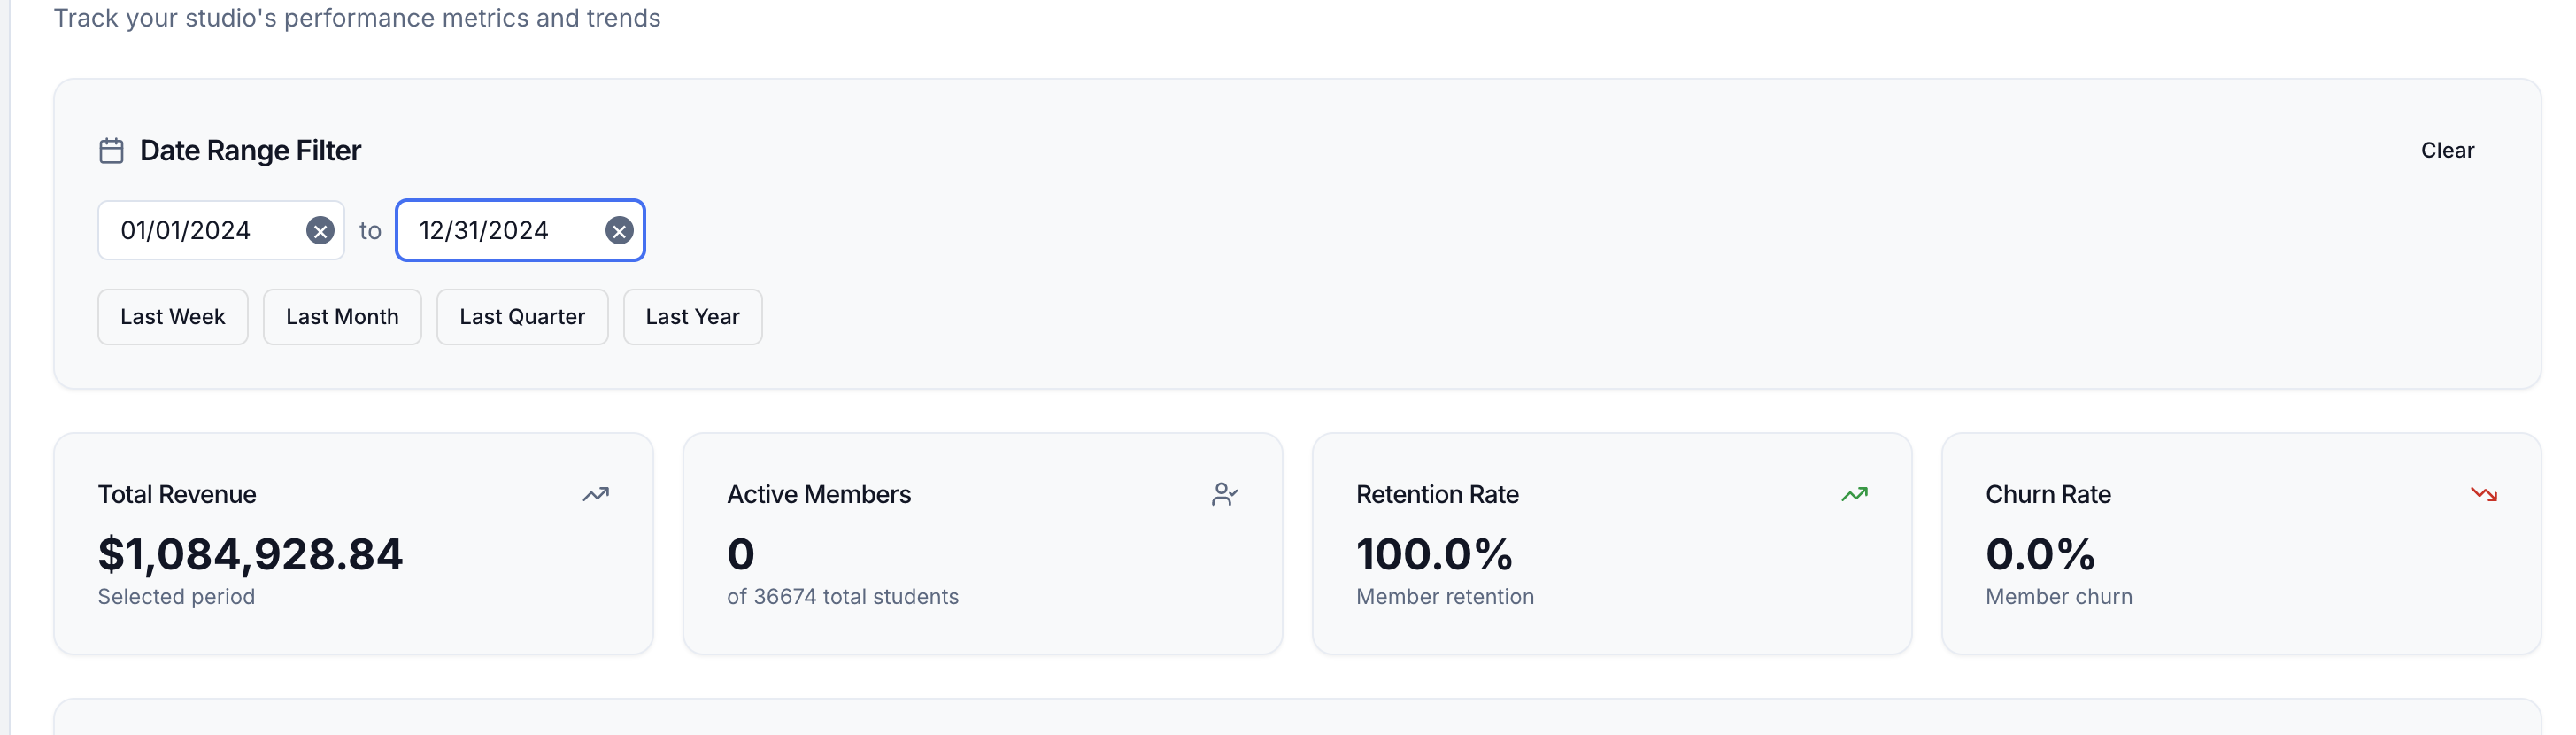 Track your studio's performance metrics and trends
Date Range Filter
Clear
01/01/2024 to 12/31/2024
Last Week Last Month Last Quarter Last Year
Total Revenue
$1,084,928.84
Selected period
Active Members
0
of 36674 total students
Retention Rate
100.0%
Member retention
Churn Rate
0.0%
Member churn